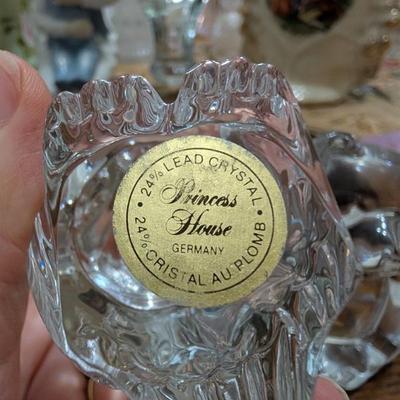 • 24% LEAD CRYSTAL •
Princess
House
GERMANY
24% CRISTAL AU PLOMB